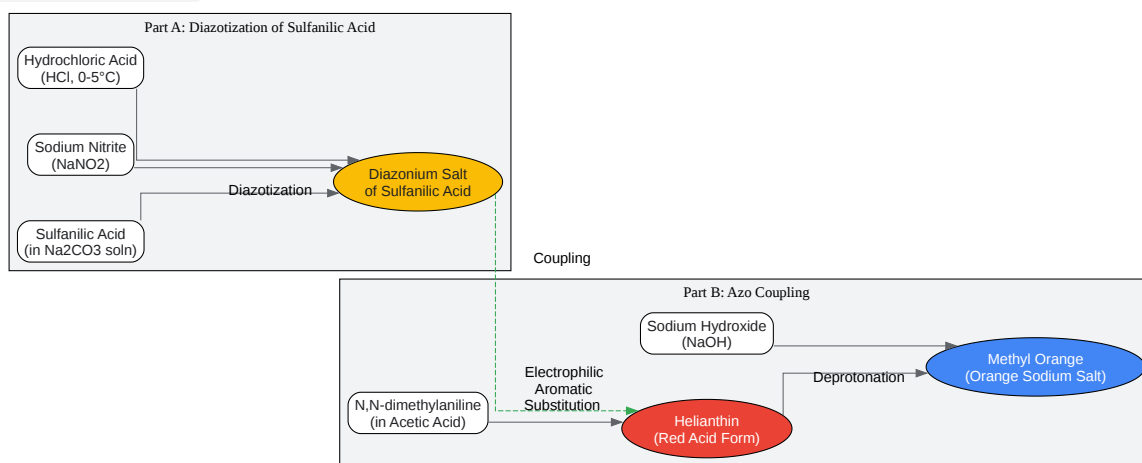 Part A: Diazotization of Sulfanilic Acid
Hydrochloric Acid
(HCl, 0-5°C)
Sodium Nitrite
(NaNO2)
Diazonium Salt
of Sulfanilic Acid
Diazotization
Sulfanilic Acid
(in Na2CO3 soln)
Coupling
Part B: Azo Coupling
Sodium Hydroxide
(NaOH)
Methyl Orange
(Orange Sodium Salt)
Deprotonation
Electrophilic
Aromatic
Substitution
N,N-dimethylaniline
(in Acetic Acid)
Helianthin
(Red Acid Form)